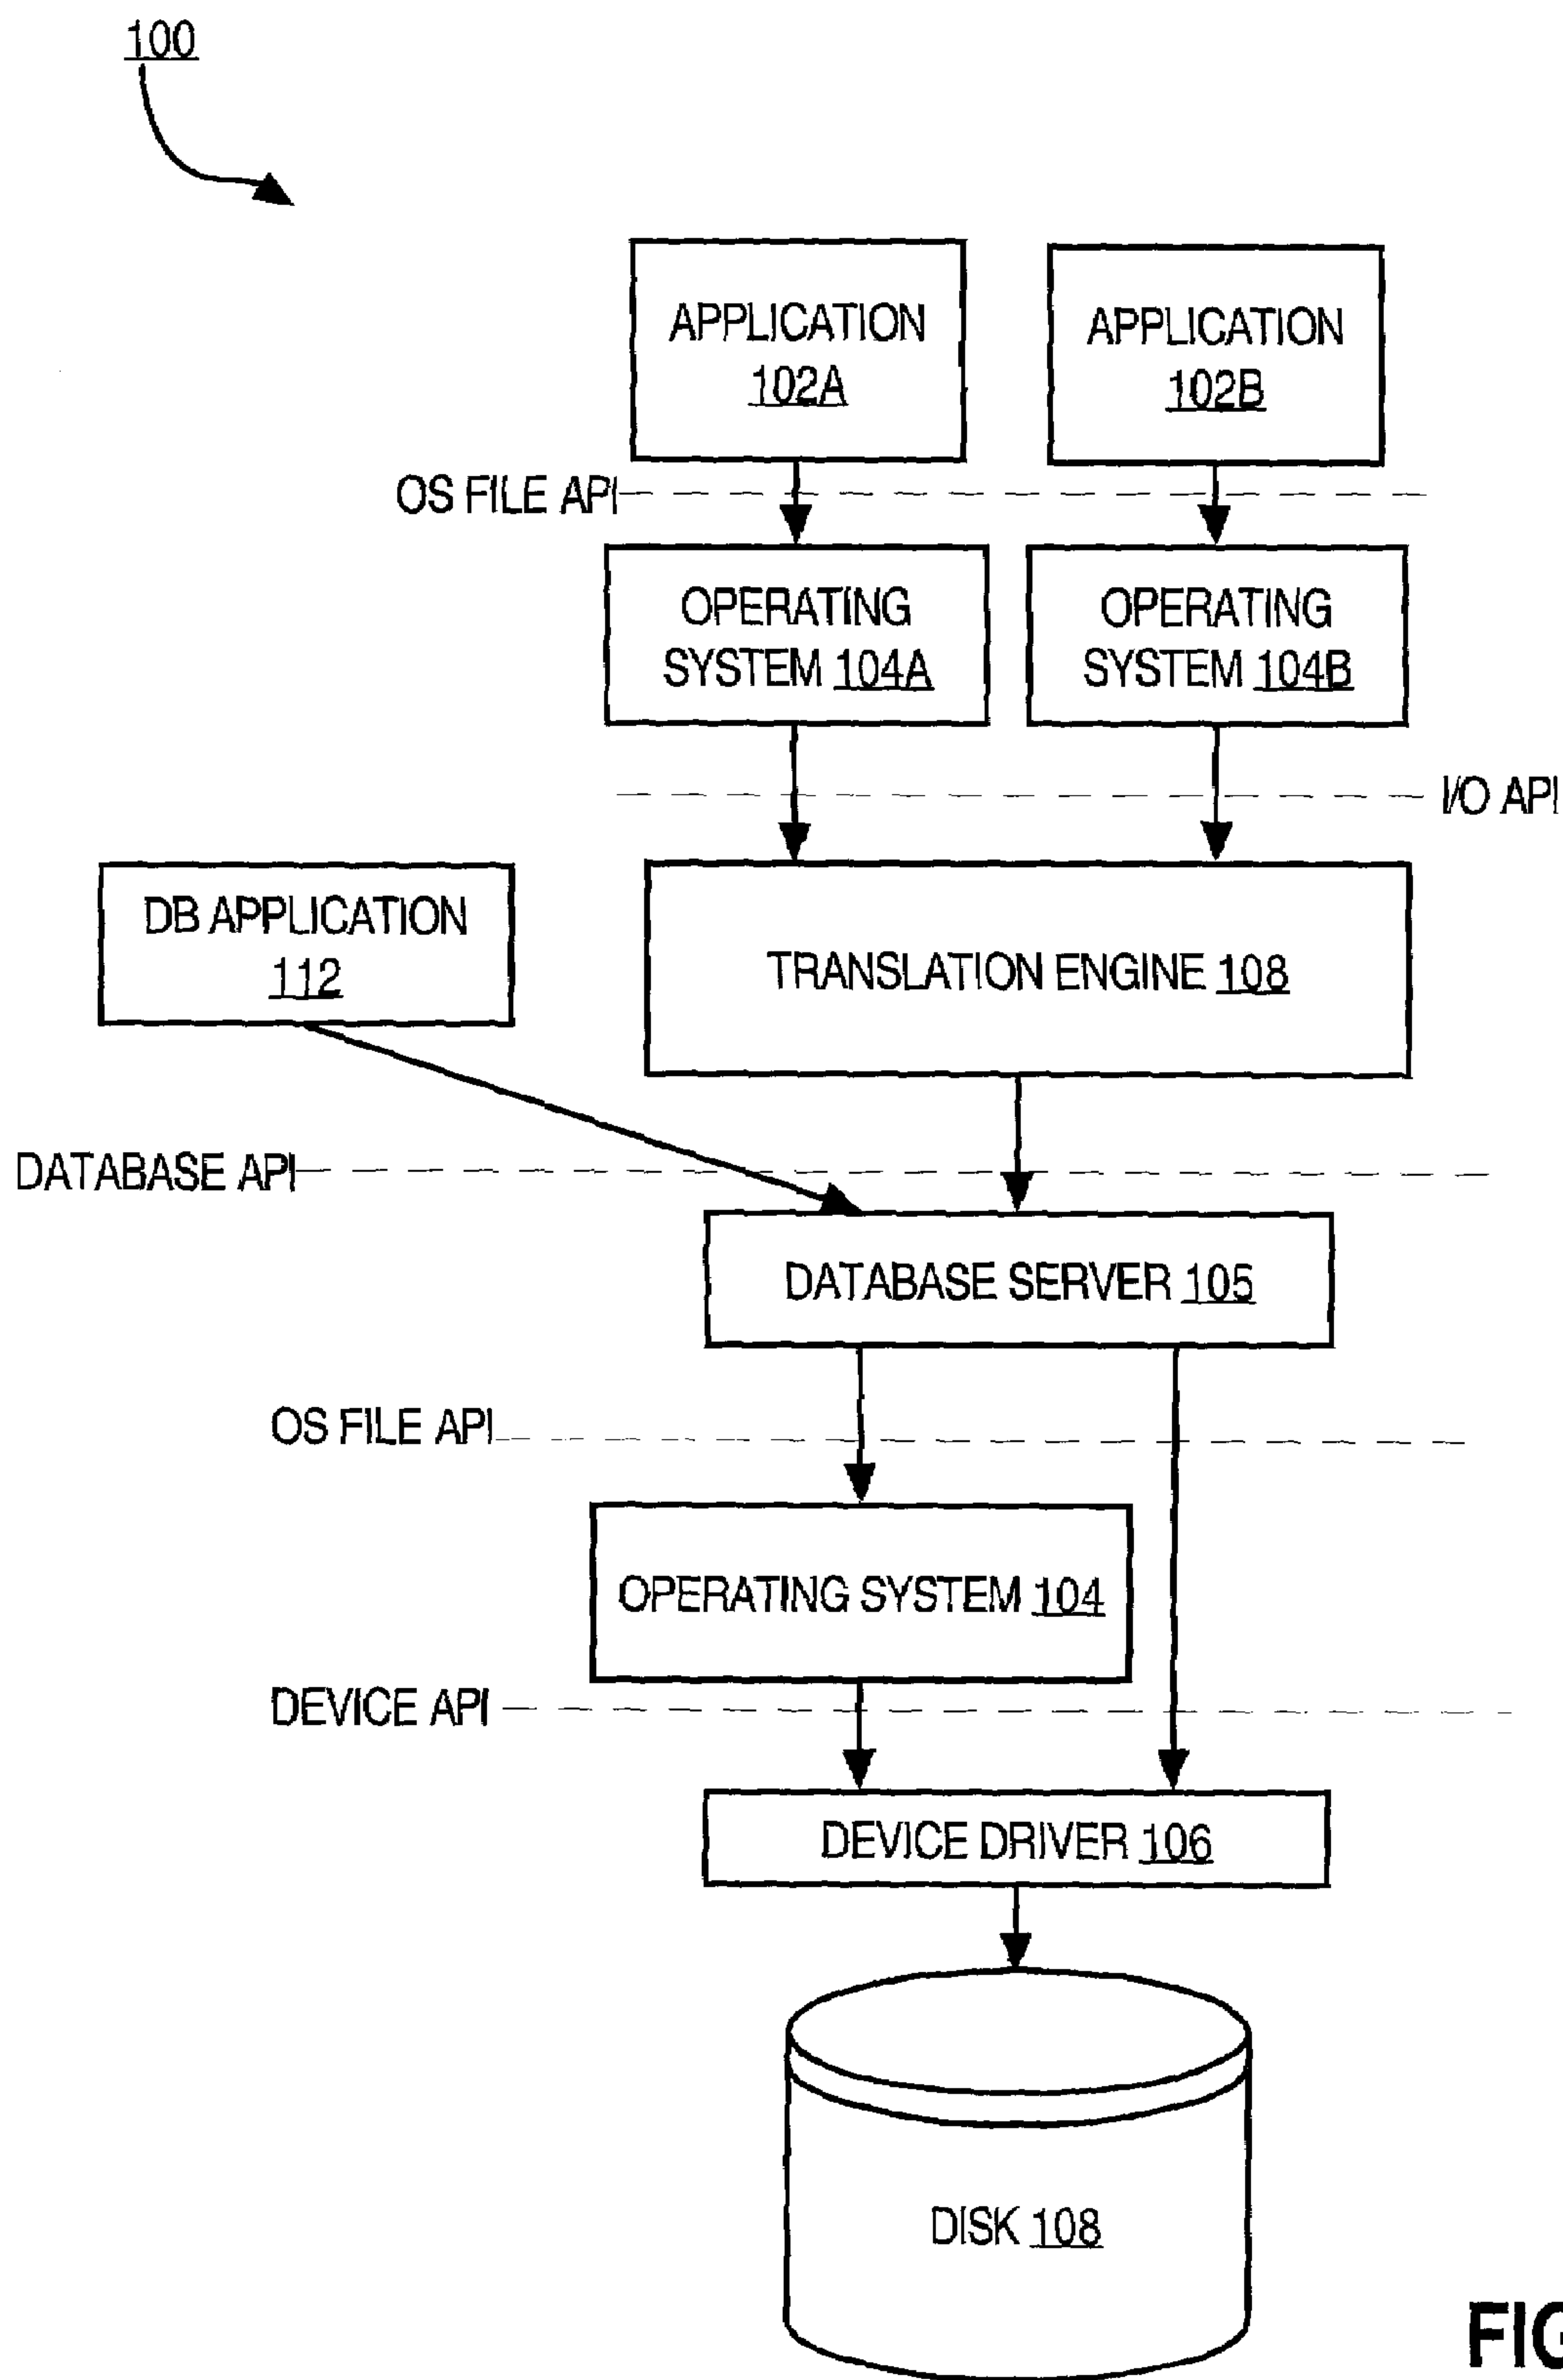 100
APPLICATION
102A
APPLICATION
102B
OS FILE API
OPERATING
SYSTEM 104A
OPERATING
SYSTEM 104B
I/O API
DB APPLICATION
112
TRANSLATION ENGINE 108
DATABASE API
DATABASE SERVER 105
OS FILE API
OPERATING SYSTEM 104
DEVICE API
DEVICE DRIVER 106
DISK 108
FIG